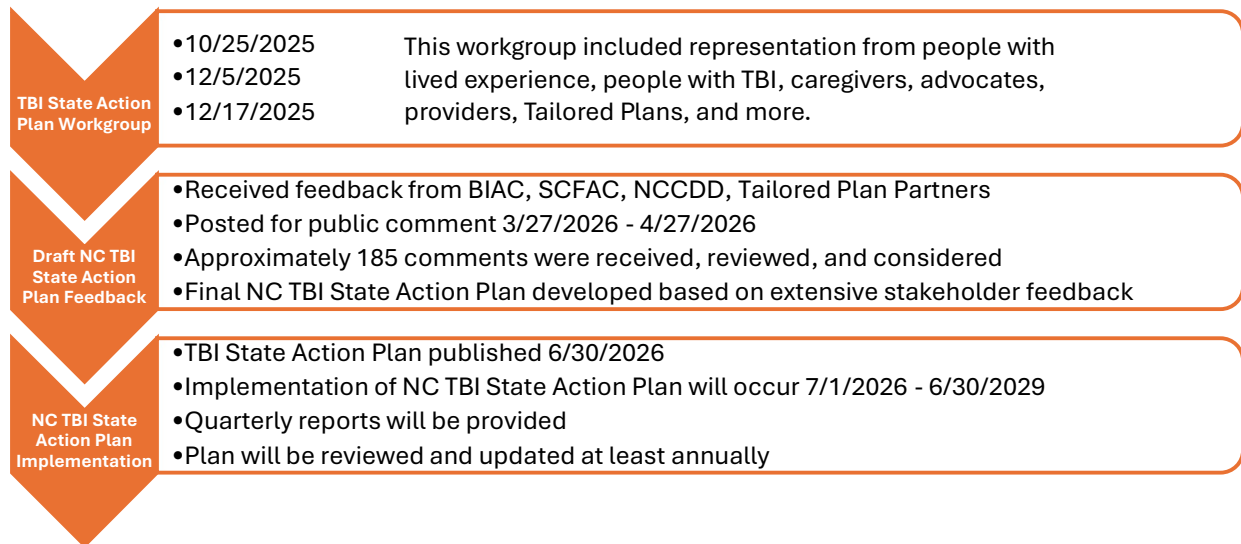 TBI State Action
Plan Workgroup
•10/25/2025
•12/5/2025
•12/17/2025
This workgroup included representation from people with
lived experience, people with TBI, caregivers, advocates,
providers, Tailored Plans, and more.
Draft NC TBI
State Action
Plan Feedback
•Received feedback from BIAC, SCFAC, NCCDD, Tailored Plan Partners
•Posted for public comment 3/27/2026 - 4/27/2026
•Approximately 185 comments were received, reviewed, and considered
•Final NC TBI State Action Plan developed based on extensive stakeholder feedback
NC TBI State
Action Plan
Implementation
•TBI State Action Plan published 6/30/2026
•Implementation of NC TBI State Action Plan will occur 7/1/2026 - 6/30/2029
•Quarterly reports will be provided
•Plan will be reviewed and updated at least annually